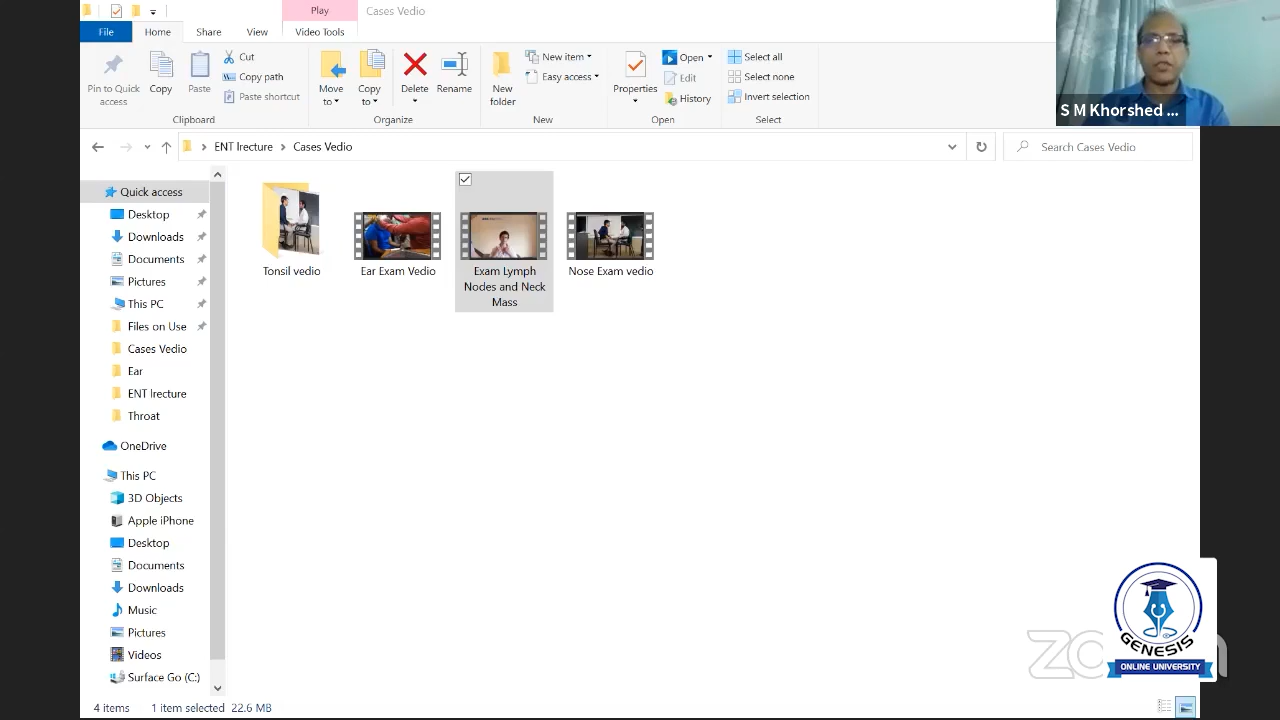 Play
Cases Vedio
File
Home
Share
View
Video Tools
Pin to Quick
access
Copy
Paste
Cut
Copy path
Paste shortcut
Clipboard
Move
to
Copy
to
Delete
Rename
Organize
New
folder
New item
Easy access
New
Properties
Open
Edit
History
Open
Select all
Select none
Invert selection
Select
S M Khorshed ...
ENT lrecture > Cases Vedio
Search Cases Vedio
Quick access
Desktop
Downloads
Documents
Pictures
This PC
Files on Use
Cases Vedio
Ear
ENT lrecture
Throat
OneDrive
This PC
3D Objects
Apple iPhone
Desktop
Documents
Downloads
Music
Pictures
Videos
Surface Go (C:)
Tonsil vedio
Ear Exam Vedio
Exam Lymph
Nodes and Neck
Mass
Nose Exam vedio
GENESIS
ONLINE UNIVERSITY
zoom
4 items
1 item selected 22.6 MB